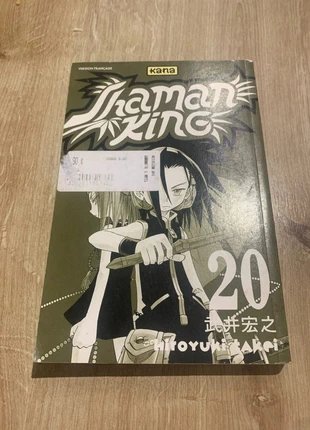 VERSION FRANÇAISE
KANA
Shaman
King
20
武井宏之
HiroyUki takei